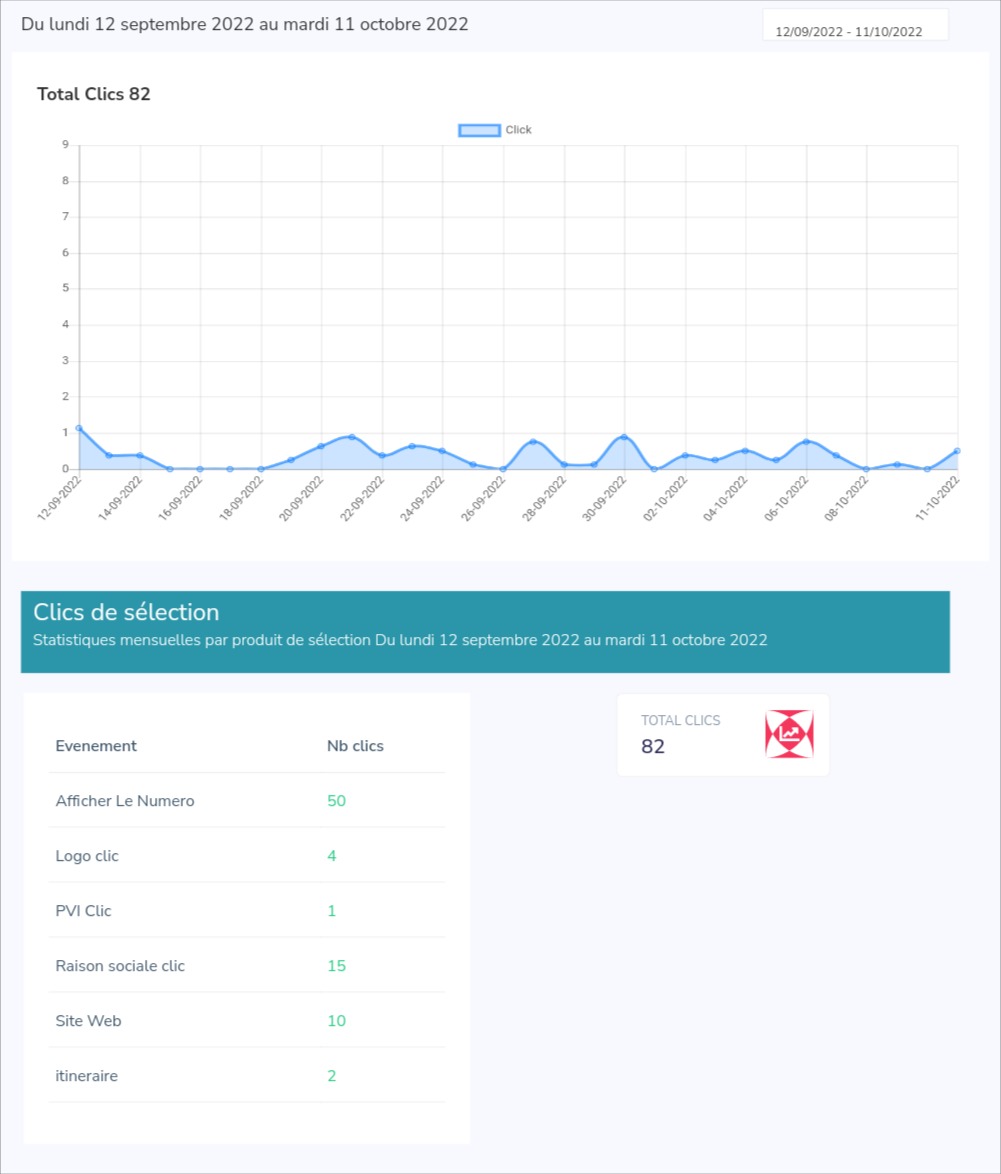 Du lundi 12 septembre 2022 au mardi 11 octobre 2022
12/09/2022 - 11/10/2022
Total Clics 82
Click
9
8
7
6
5
4
3
2
1
0
12-09-2022
14-09-2022
16-09-2022
18-09-2022
20-09-2022
22-09-2022
24-09-2022
26-09-2022
28-09-2022
30-09-2022
02-10-2022
04-10-2022
06-10-2022
08-10-2022
11-10-2022
Clics de sélection
Statistiques mensuelles par produit de sélection Du lundi 12 septembre 2022 au mardi 11 octobre 2022
TOTAL CLICS
82
Evenement Nb clics
Afficher Le Numero 50
Logo clic 4
PVI Clic 1
Raison sociale clic 15
Site Web 10
itineraire 2